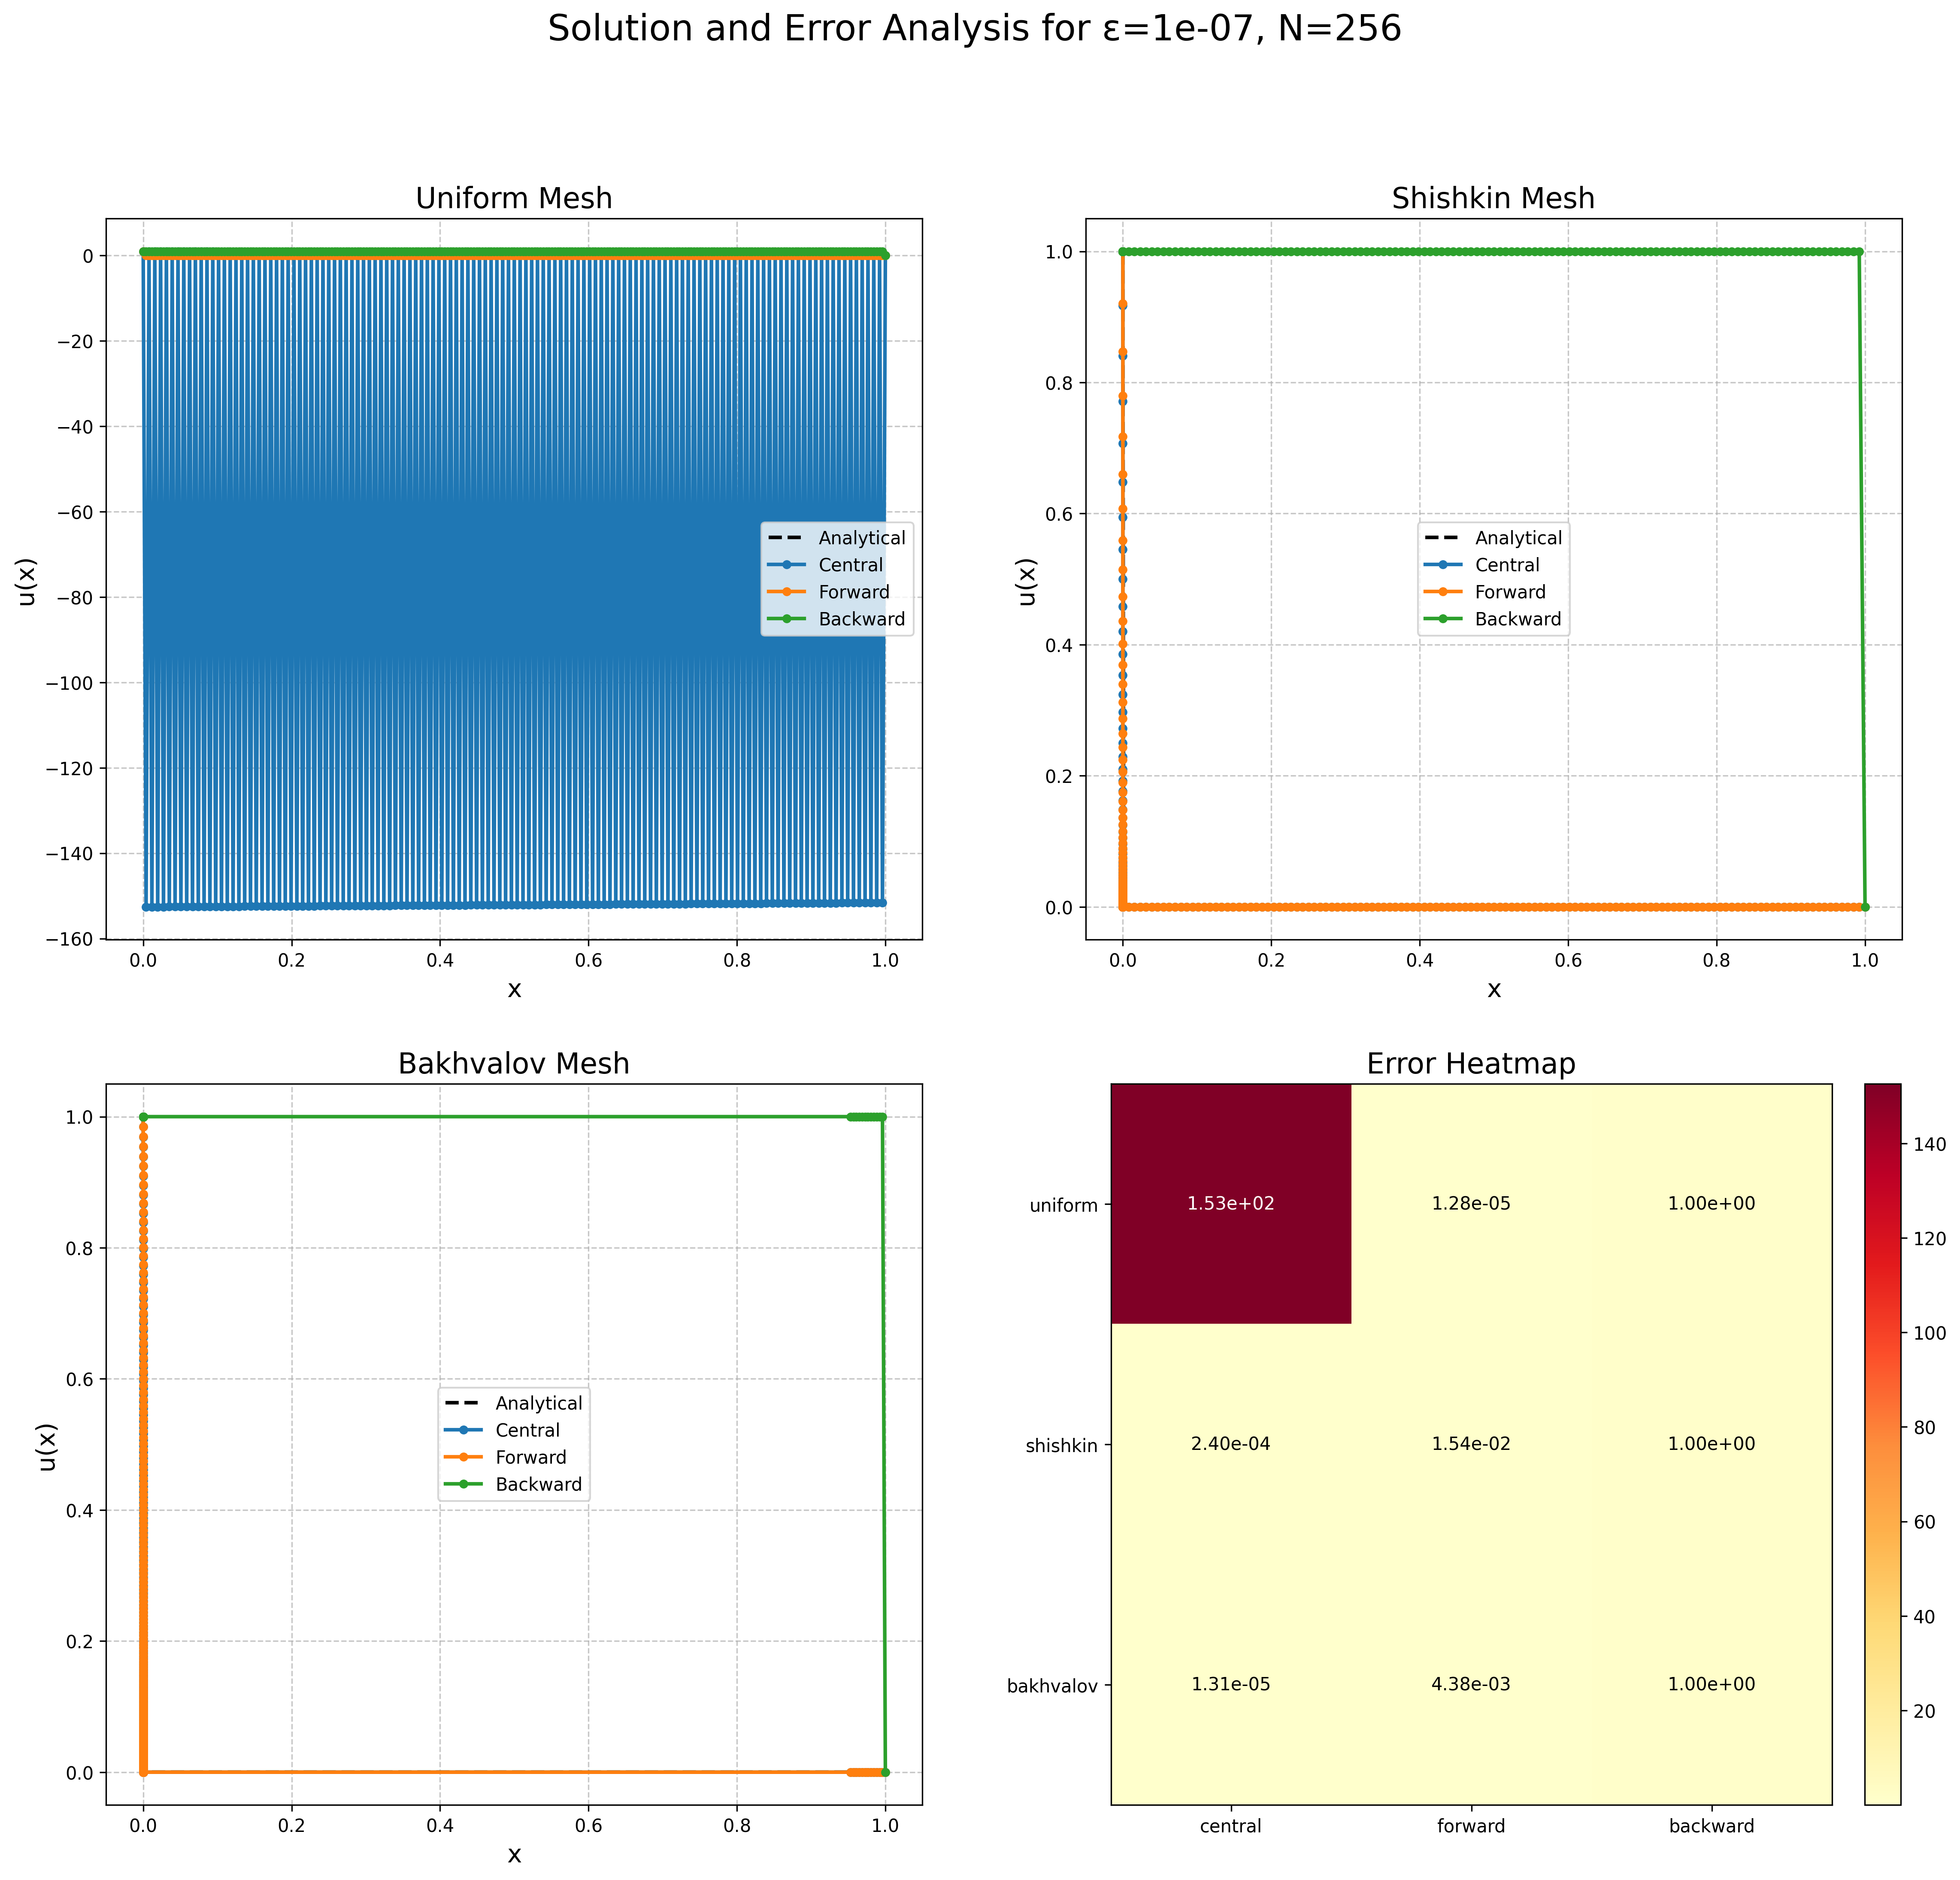 Solution and Error Analysis for ε=1e-07, N=256
Uniform Mesh
u(x)
0
−20
−40
−60
−80
−100
−120
−140
−160
Analytical
Central
Forward
Backward
0.0 0.2 0.4 0.6 0.8 1.0
x
Shishkin Mesh
u(x)
1.0
0.8
0.6
0.4
0.2
0.0
Analytical
Central
Forward
Backward
0.0 0.2 0.4 0.6 0.8 1.0
x
Bakhvalov Mesh
u(x)
1.0
0.8
0.6
0.4
0.2
0.0
Analytical
Central
Forward
Backward
0.0 0.2 0.4 0.6 0.8 1.0
x
Error Heatmap
uniform 1.53e+02 1.28e-05 1.00e+00
shishkin 2.40e-04 1.54e-02 1.00e+00
bakhvalov 1.31e-05 4.38e-03 1.00e+00
central forward backward
140
120
100
80
60
40
20